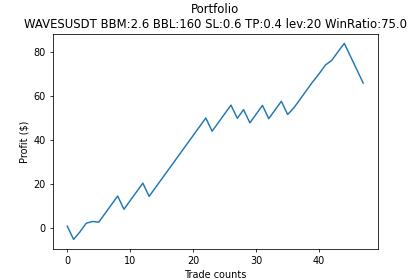 Portfolio
WAVESUSDT BBM:2.6 BBL:160 SL:0.6 TP:0.4 lev:20 WinRatio:75.0
80
60
40
20
0
Profit ($)
0 10 20 30 40
Trade counts